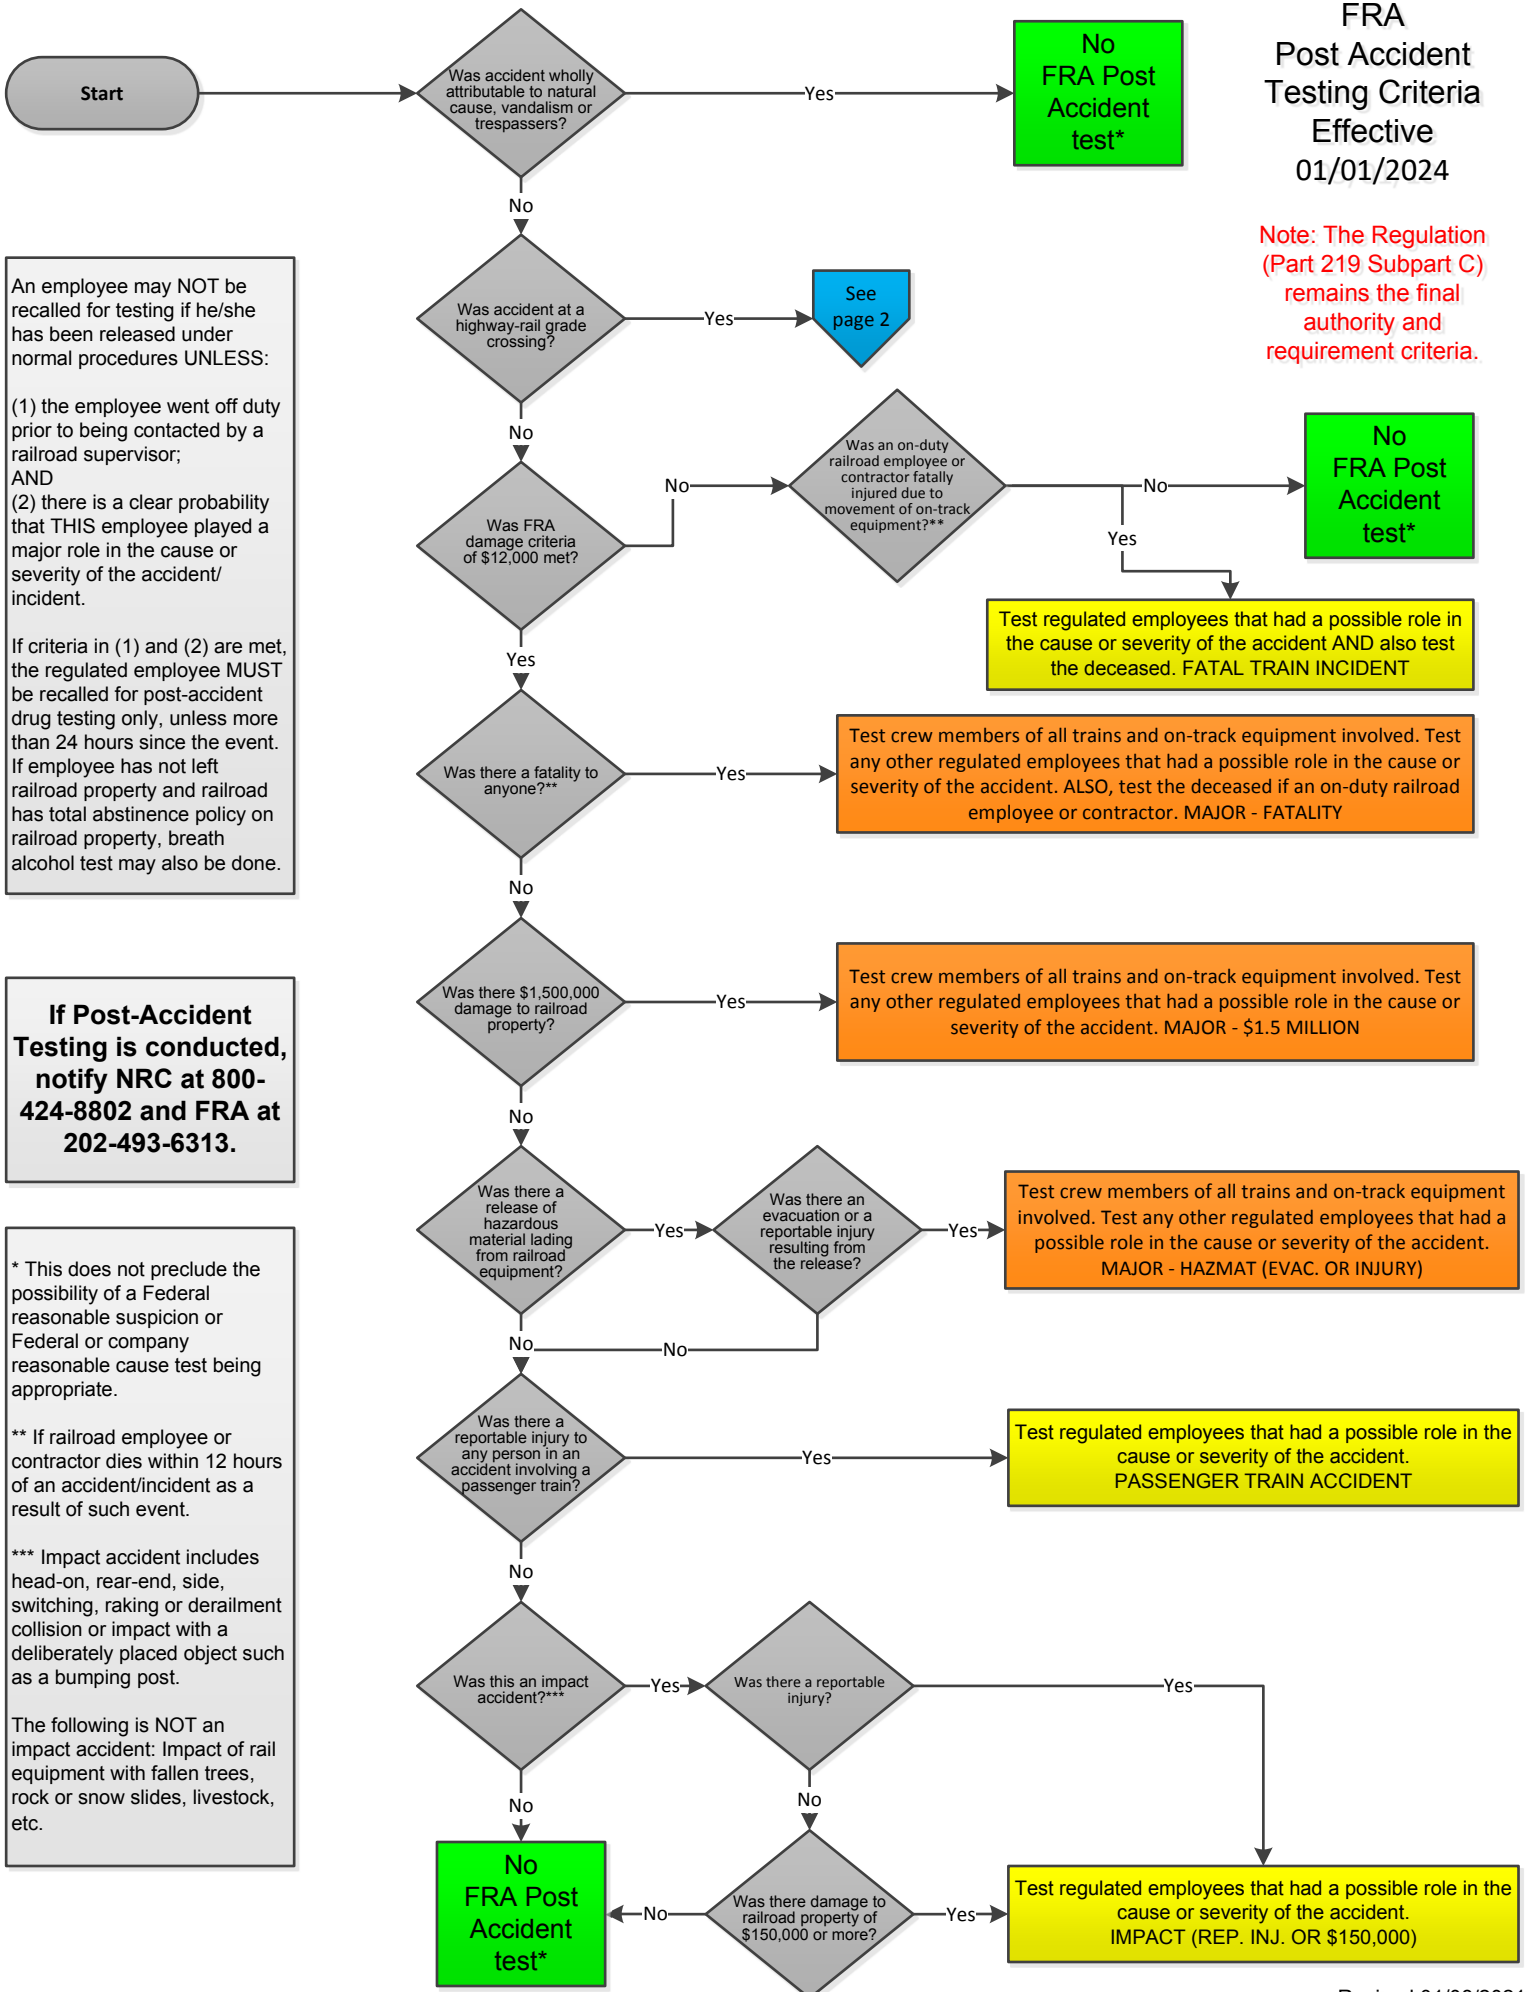 FRA
Post Accident
Testing Criteria
Effective
01/01/2024
Note: The Regulation
(Part 219 Subpart C)
remains the final
authority and
requirement criteria.
Start
Was accident wholly
attributable to natural
cause, vandalism or
trespassers?
Yes
No
FRA Post
Accident
test*
No
Was accident at a
highway-rail grade
crossing?
Yes
See
page 2
No
Was FRA
damage criteria
of $12,000 met?
No
Was an on-duty
railroad employee or
contractor fatally
injured due to
movement of on-track
equipment?**
No
No
FRA Post
Accident
test*
Yes
Test regulated employees that had a possible role in
the cause or severity of the accident AND also test
the deceased. FATAL TRAIN INCIDENT
Yes
Was there a fatality to
anyone?**
Yes
Test crew members of all trains and on-track equipment involved. Test
any other regulated employees that had a possible role in the cause or
severity of the accident. ALSO, test the deceased if an on-duty railroad
employee or contractor. MAJOR - FATALITY
No
Was there $1,500,000
damage to railroad
property?
Yes
Test crew members of all trains and on-track equipment involved. Test
any other regulated employees that had a possible role in the cause or
severity of the accident. MAJOR - $1.5 MILLION
No
Was there a
release of
hazardous
material lading
from railroad
equipment?
Yes
Was there an
evacuation or a
reportable injury
resulting from
the release?
Yes
Test crew members of all trains and on-track equipment
involved. Test any other regulated employees that had a
possible role in the cause or severity of the accident.
MAJOR - HAZMAT (EVAC. OR INJURY)
No
No
Was there a
reportable injury to
any person in an
accident involving a
passenger train?
Yes
Test regulated employees that had a possible role in the
cause or severity of the accident.
PASSENGER TRAIN ACCIDENT
No
Was this an impact
accident?***
Yes
Was there a reportable
injury?
Yes
No
No
No
FRA Post
Accident
test*
No
Was there damage to
railroad property of
$150,000 or more?
Yes
Test regulated employees that had a possible role in the
cause or severity of the accident.
IMPACT (REP. INJ. OR $150,000)
An employee may NOT be
recalled for testing if he/she
has been released under
normal procedures UNLESS:
(1) the employee went off duty
prior to being contacted by a
railroad supervisor;
AND
(2) there is a clear probability
that THIS employee played a
major role in the cause or
severity of the accident/
incident.
If criteria in (1) and (2) are met,
the regulated employee MUST
be recalled for post-accident
drug testing only, unless more
than 24 hours since the event.
If employee has not left
railroad property and railroad
has total abstinence policy on
railroad property, breath
alcohol test may also be done.
If Post-Accident
Testing is conducted,
notify NRC at 800-
424-8802 and FRA at
202-493-6313.
* This does not preclude the
possibility of a Federal
reasonable suspicion or
Federal or company
reasonable cause test being
appropriate.
** If railroad employee or
contractor dies within 12 hours
of an accident/incident as a
result of such event.
*** Impact accident includes
head-on, rear-end, side,
switching, raking or derailment
collision or impact with a
deliberately placed object such
as a bumping post.
The following is NOT an
impact accident: Impact of rail
equipment with fallen trees,
rock or snow slides, livestock,
etc.